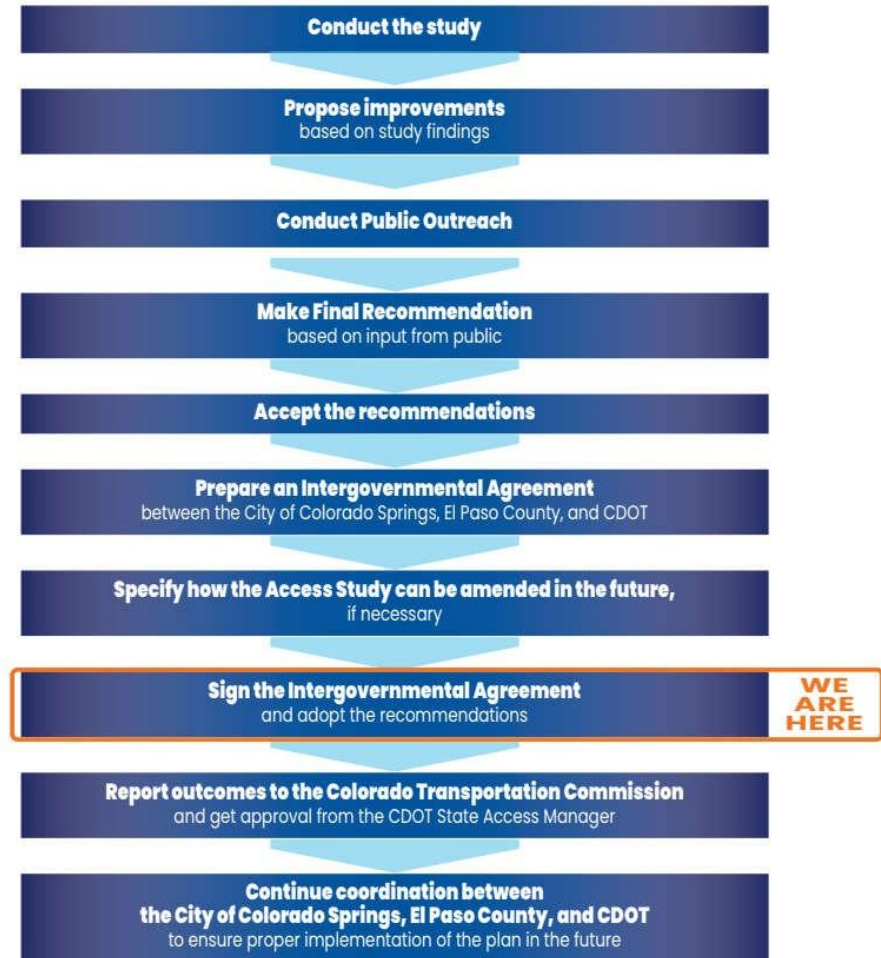 Conduct the study
Propose improvements
based on study findings
Conduct Public Outreach
Make Final Recommendation
based on input from public
Accept the recommendations
Prepare an Intergovernmental Agreement
between the City of Colorado Springs, El Paso County, and CDOT
Specify how the Access Study can be amended in the future,
if necessary
Sign the Intergovernmental Agreement
and adopt the recommendations
WE
ARE
HERE
Report outcomes to the Colorado Transportation Commission
and get approval from the CDOT State Access Manager
Continue coordination between
the City of Colorado Springs, El Paso County, and CDOT
to ensure proper implementation of the plan in the future